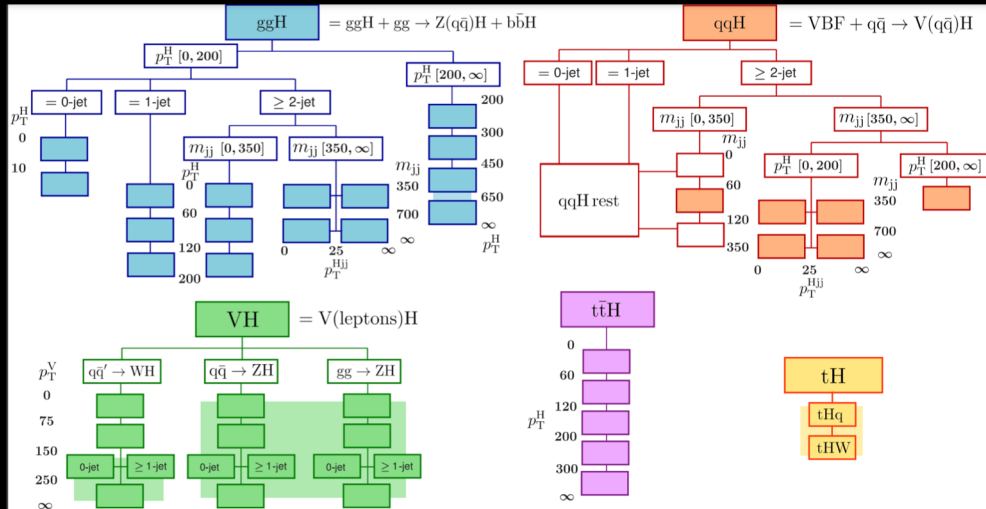 ggH = ggH + gg → Z(qq̄)H + bb̄H
p_T^H [0, 200]
p_T^H [200, ∞]
= 0-jet = 1-jet ≥ 2-jet
p_T^H
0
10
m_jj [0, 350] m_jj [350, ∞]
p_T^H
0
60
120
200
m_jj
350
700
∞
0 25 ∞
p_T^Hjj
200
300
450
650
∞
p_T^H
qqH = VBF + qq̄ → V(qq̄)H
= 0-jet = 1-jet ≥ 2-jet
m_jj [0, 350] m_jj [350, ∞]
qqH rest
m_jj
0
60
120
350
p_T^H [0, 200] p_T^H [200, ∞]
m_jj
350
700
∞
0 25 ∞
p_T^Hjj
VH = V(leptons)H
p_T^V
qq̄′ → WH qq̄ → ZH gg → ZH
0
75
150
250
∞
0-jet ≥ 1-jet 0-jet ≥ 1-jet 0-jet ≥ 1-jet
tt̄H
p_T^H
0
60
120
200
300
∞
tH
tHq
tHW